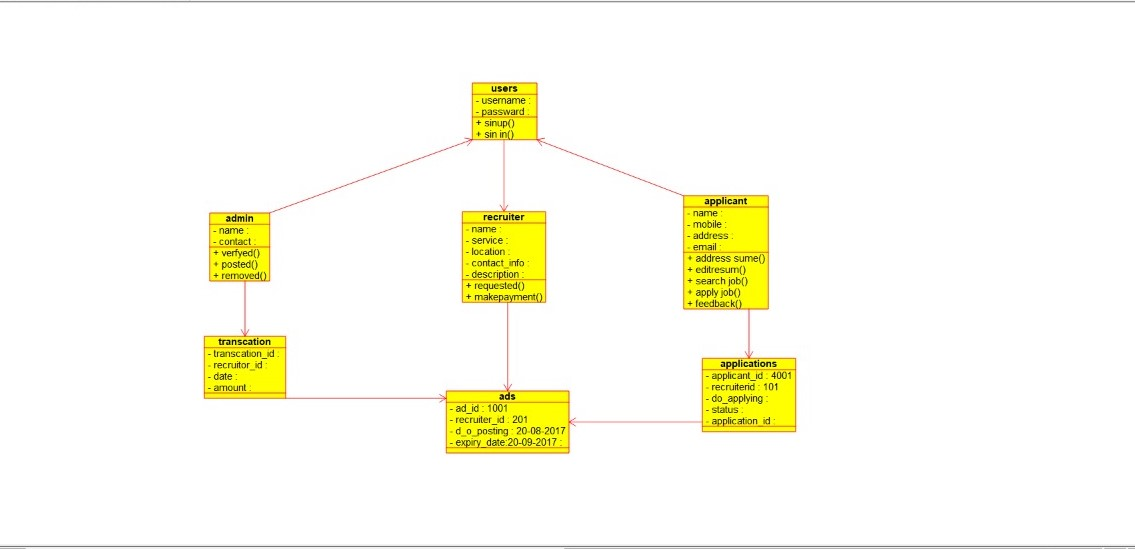 users
- username :
- passward :
+ sinup()
+ sin in()
admin
- name :
- contact :
+ verfyed()
+ posted()
+ removed()
recruiter
- name :
- service :
- location :
- contact_info :
- description :
+ requested()
+ makepayment()
applicant
- name :
- mobile :
- address :
- email :
+ address sume()
+ editresum()
+ search job()
+ apply job()
+ feedback()
transcation
- transcation_id :
- recruitor_id :
- date :
- amount :
ads
- ad_id : 1001
- recruiter_id : 201
- d_o_posting : 20-08-2017
- expiry_date:20-09-2017 :
applications
- applicant_id : 4001
- recruiterid : 101
- do_applying :
- status :
- application_id :